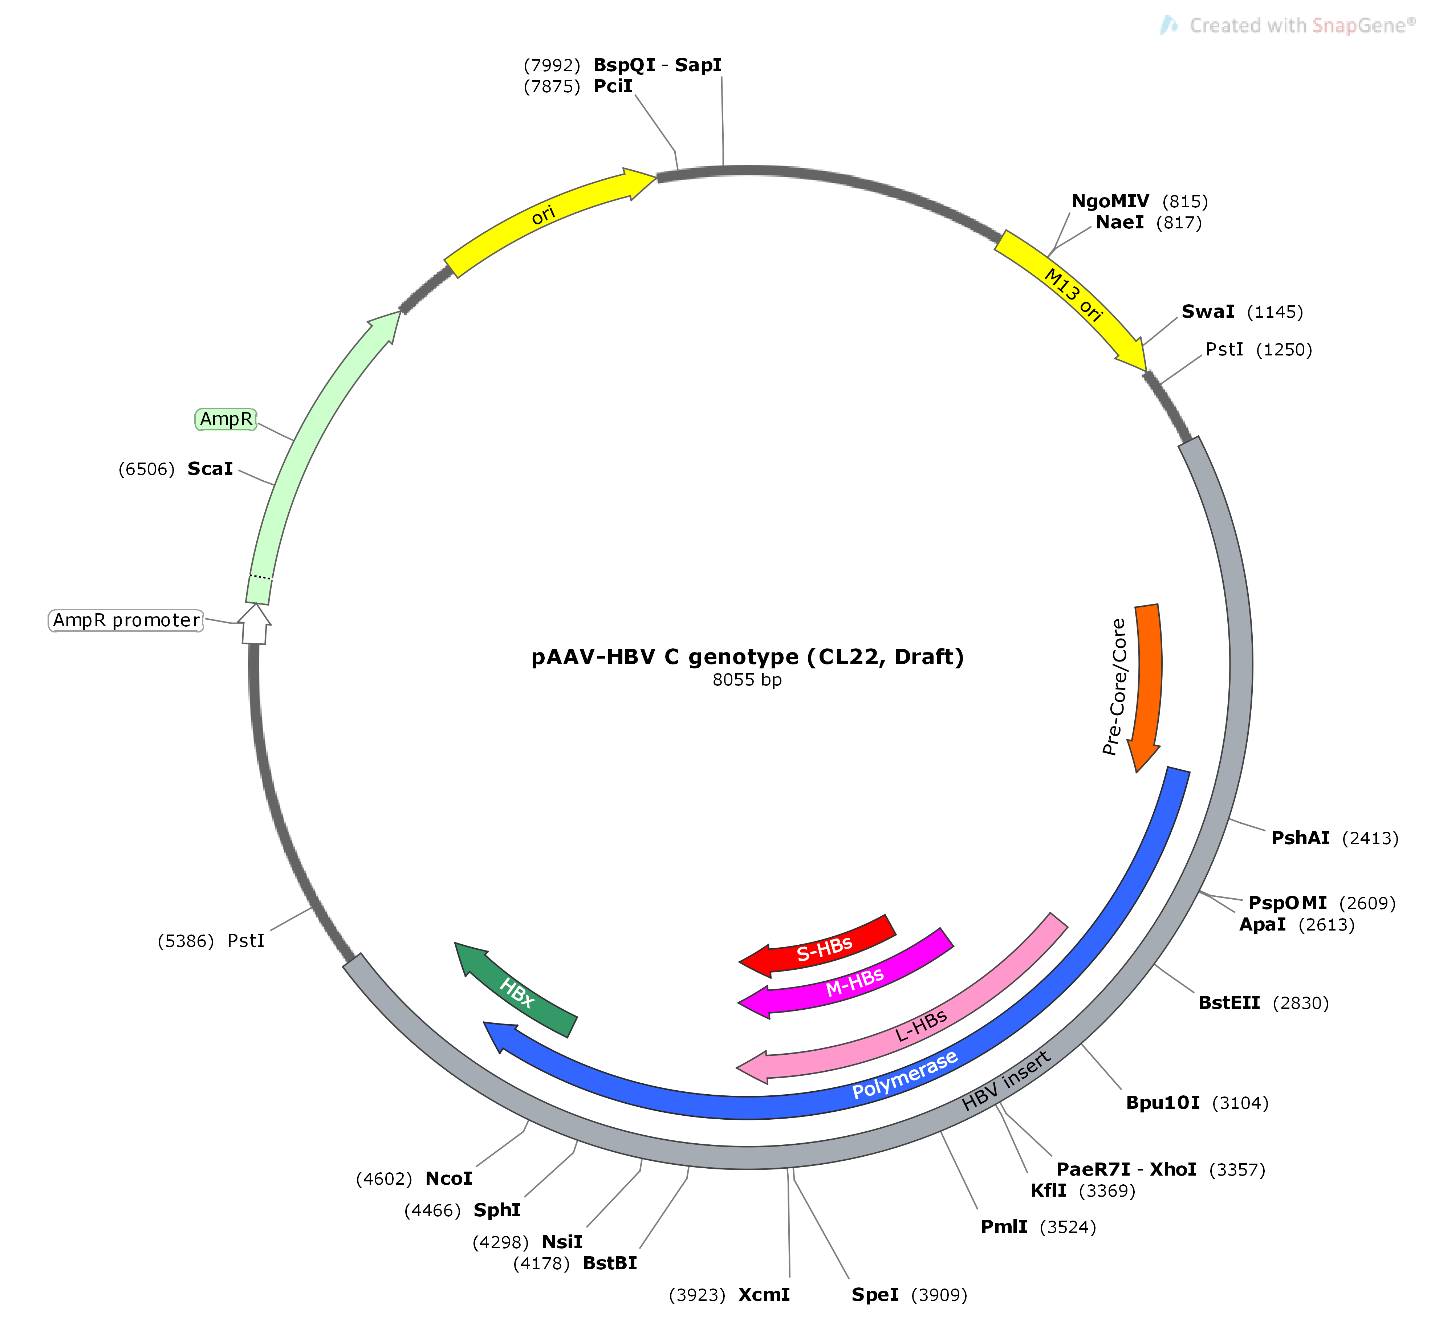 Created with SnapGene®
(7992) BspQI - SapI
(7875) PciI
NgoMIV (815)
NaeI (817)
ori
M13 ori
SwaI (1145)
PstI (1250)
AmpR
(6506) ScaI
AmpR promoter
pAAV-HBV C genotype (CL22, Draft)
8055 bp
Pre-Core/Core
PshAI (2413)
PspOMI (2609)
ApaI (2613)
(5386) PstI
S-HBs
M-HBs
HBx
L-HBs
BstEII (2830)
Polymerase
HBV insert
Bpu10I (3104)
PaeR7I - XhoI (3357)
KflI (3369)
PmlI (3524)
(4602) NcoI
(4466) SphI
(4298) NsiI
(4178) BstBI
(3923) XcmI
SpeI (3909)